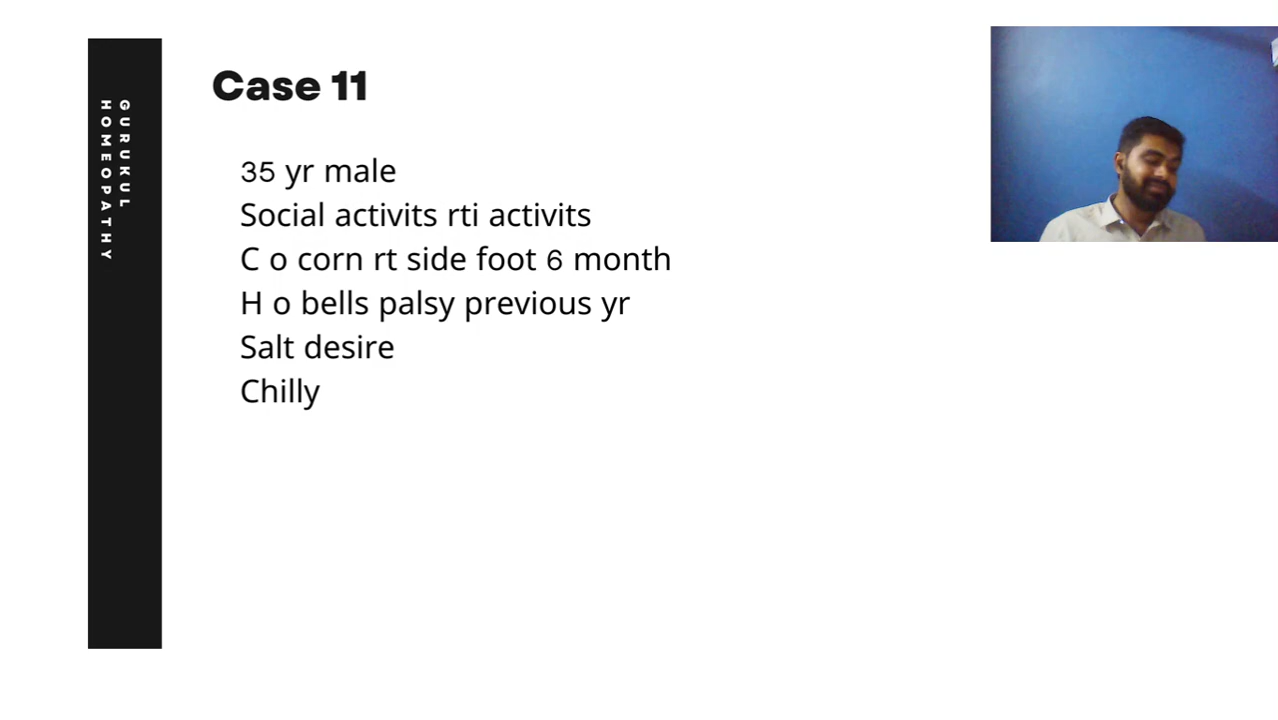 GURUKUL
HOMEOPATHY
Case 11
35 yr male
Social activits rti activits
C o corn rt side foot 6 month
H o bells palsy previous yr
Salt desire
Chilly